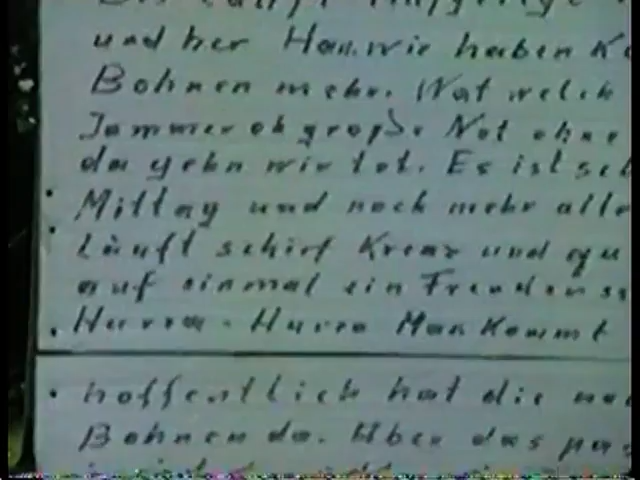 und her Han. wir haben
Bohnen mehr. Wat welch
Jammer oh große Not ohne
da gehn wir tot. Es ist
Mittag und noch mehr alle
Läuft schirf Kreuz und qu
auf einmal ein Freuden
Hurra. Hurra Man Kommt
hoffentlich hat die
Bohnen da. Aber das